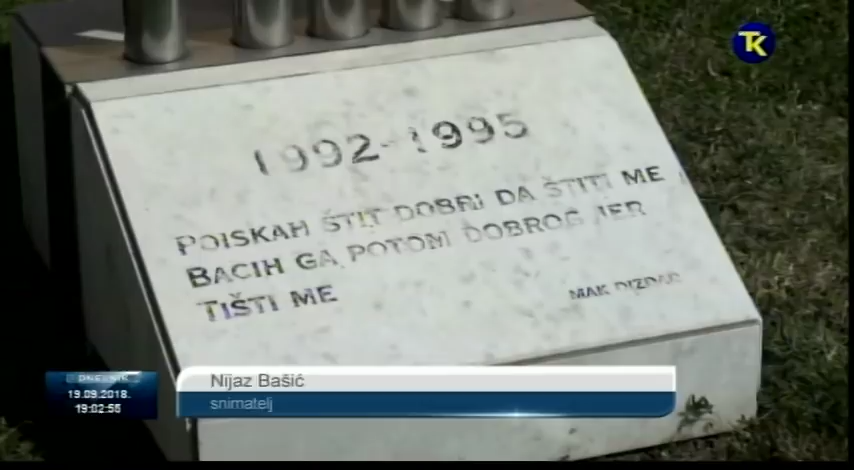 TK
1992-1995
POISKAH ŠTIT DOBRI DA ŠTITI ME
BACIH GA POTOM DOBROG JER
TIŠTI ME
MAK DIZDAR
Nijaz Bašić
snimatelj
DNEVNIK
19.09.2018.
19:02:55